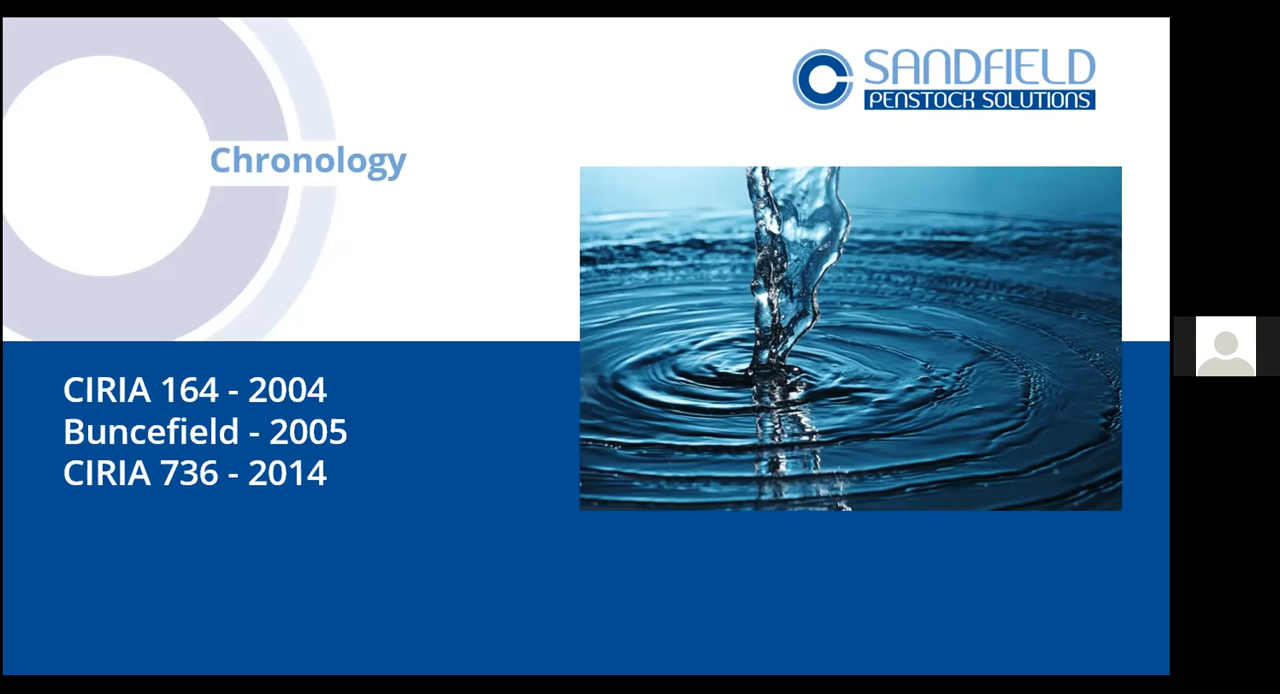 SANDFIELD
PENSTOCK SOLUTIONS
Chronology
CIRIA 164 - 2004
Buncefield - 2005
CIRIA 736 - 2014